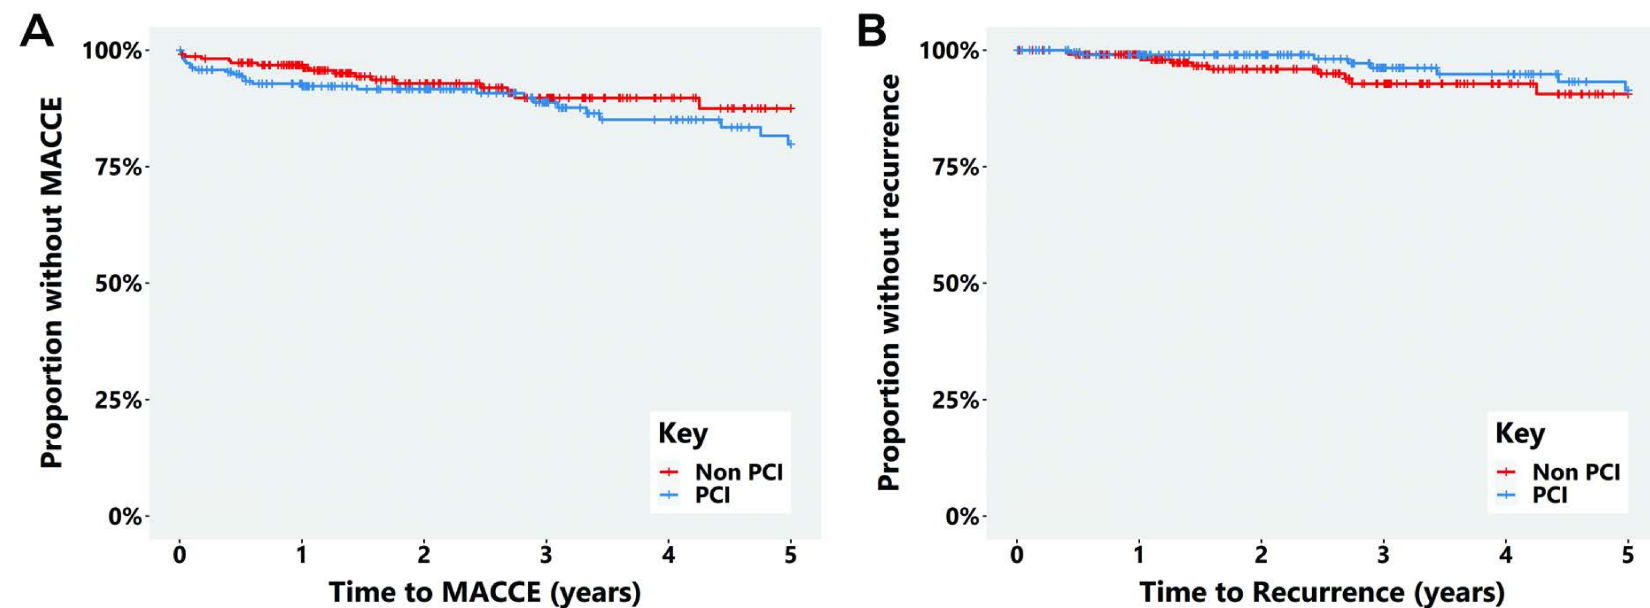 A
Proportion without MACCE
100%
75%
50%
25%
0%
0 1 2 3 4 5
Time to MACCE (years)
Key
Non PCI
PCI
B
Proportion without recurrence
100%
75%
50%
25%
0%
0 1 2 3 4 5
Time to Recurrence (years)
Key
Non PCI
PCI